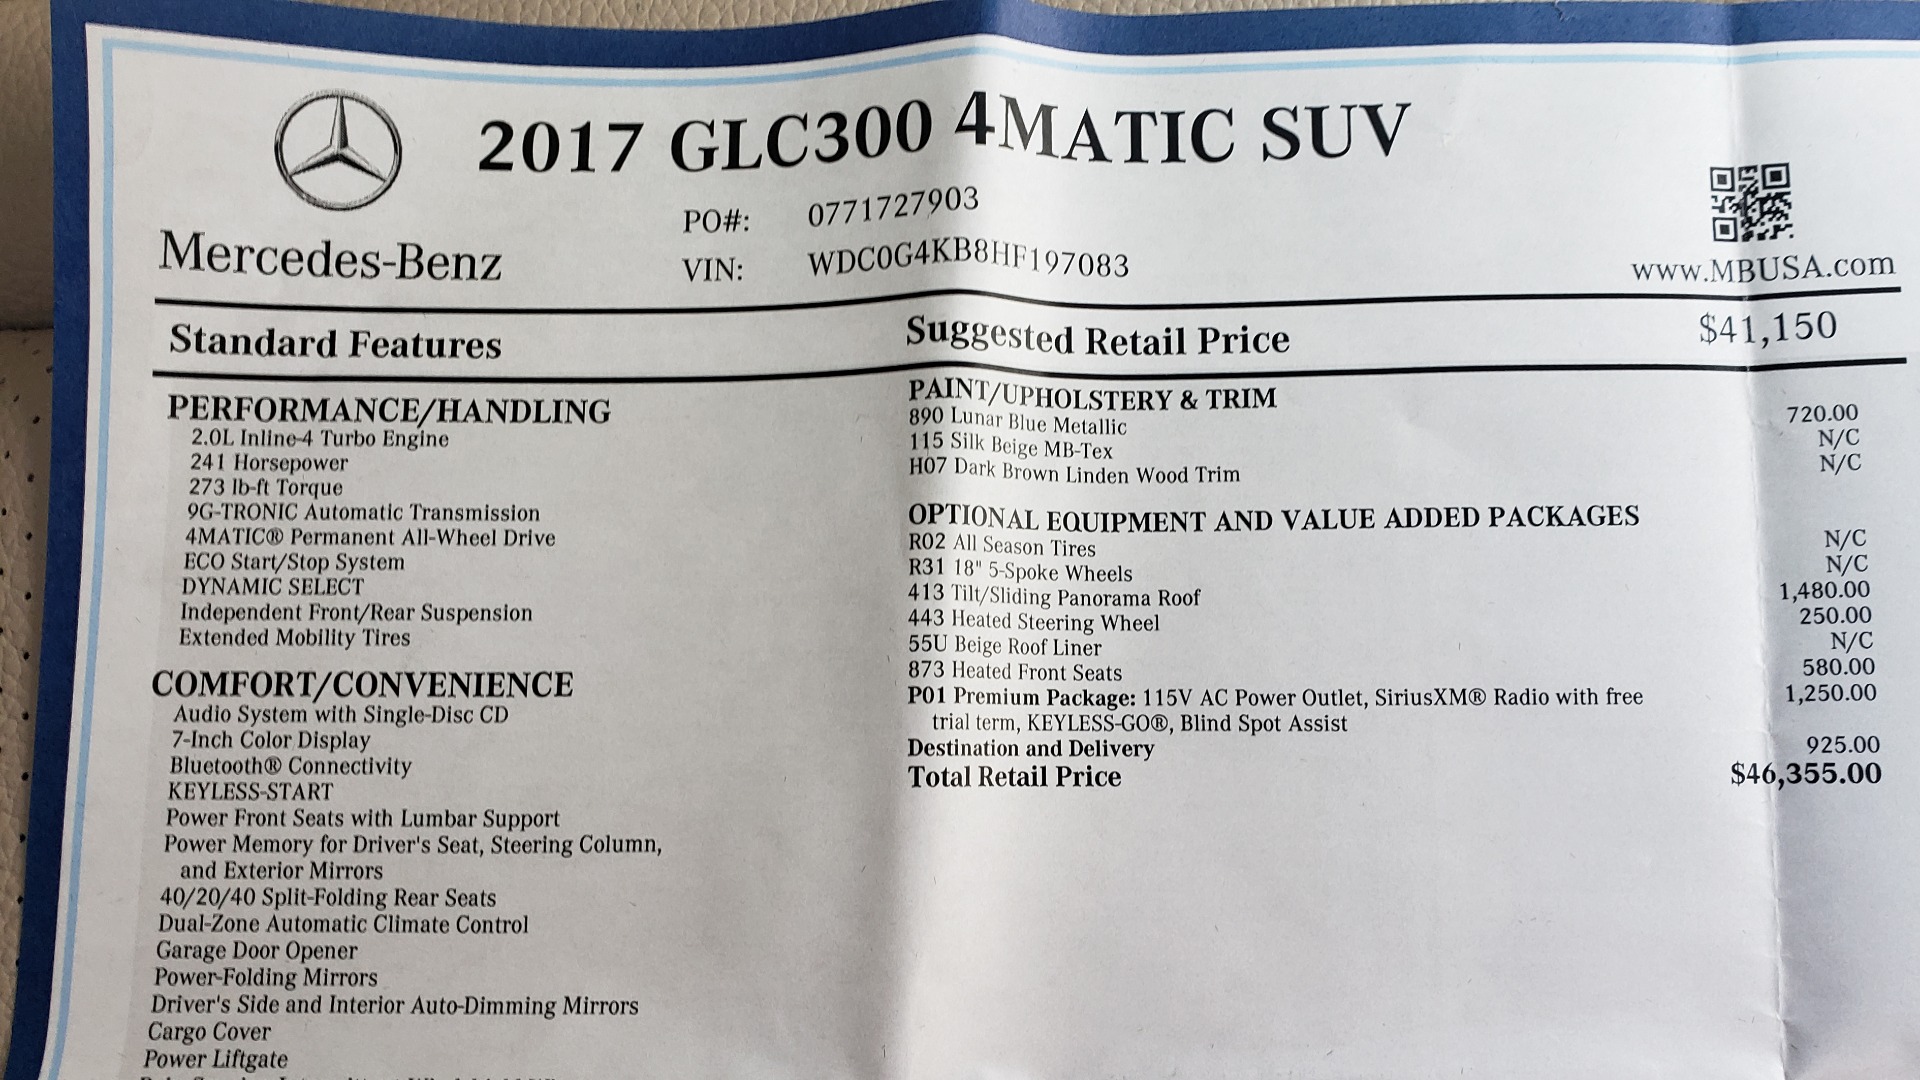 2017 GLC300 4MATIC SUV
Mercedes-Benz
PO#: 0771727903
VIN: WDC0G4KB8HF197083
www.MBUSA.com
Standard Features
PERFORMANCE/HANDLING
2.0L Inline-4 Turbo Engine
241 Horsepower
273 lb-ft Torque
9G-TRONIC Automatic Transmission
4MATIC® Permanent All-Wheel Drive
ECO Start/Stop System
DYNAMIC SELECT
Independent Front/Rear Suspension
Extended Mobility Tires
COMFORT/CONVENIENCE
Audio System with Single-Disc CD
7-Inch Color Display
Bluetooth® Connectivity
KEYLESS-START
Power Front Seats with Lumbar Support
Power Memory for Driver's Seat, Steering Column,
and Exterior Mirrors
40/20/40 Split-Folding Rear Seats
Dual-Zone Automatic Climate Control
Garage Door Opener
Power-Folding Mirrors
Driver's Side and Interior Auto-Dimming Mirrors
Cargo Cover
Power Liftgate
Suggested Retail Price $41,150
PAINT/UPHOLSTERY & TRIM
890 Lunar Blue Metallic 720.00
115 Silk Beige MB-Tex N/C
H07 Dark Brown Linden Wood Trim N/C
OPTIONAL EQUIPMENT AND VALUE ADDED PACKAGES
R02 All Season Tires N/C
R31 18" 5-Spoke Wheels N/C
413 Tilt/Sliding Panorama Roof 1,480.00
443 Heated Steering Wheel 250.00
55U Beige Roof Liner N/C
873 Heated Front Seats 580.00
P01 Premium Package: 115V AC Power Outlet, SiriusXM® Radio with free 1,250.00
trial term, KEYLESS-GO®, Blind Spot Assist
Destination and Delivery 925.00
Total Retail Price $46,355.00